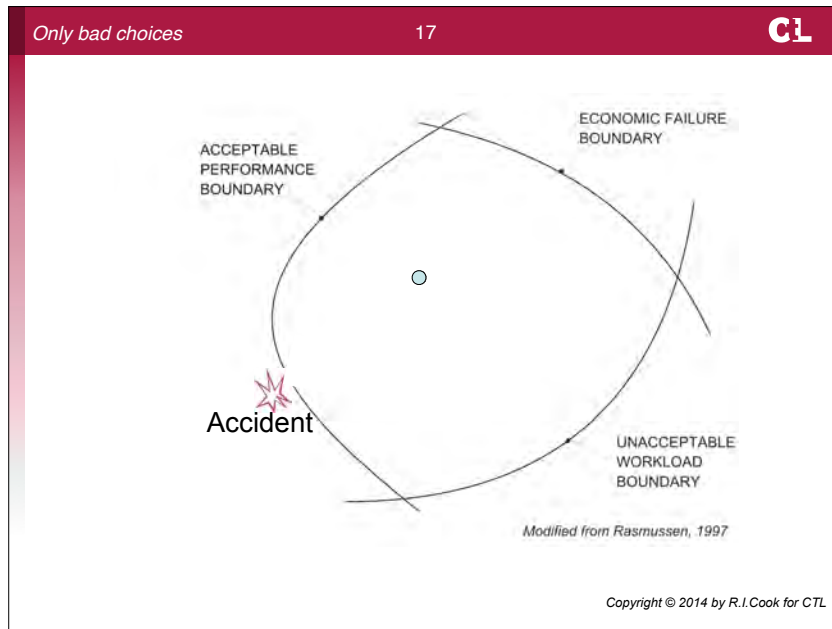 Only bad choices
17
CtL
ECONOMIC FAILURE
BOUNDARY
ACCEPTABLE
PERFORMANCE
BOUNDARY
Accident
UNACCEPTABLE
WORKLOAD
BOUNDARY
Modified from Rasmussen, 1997
Copyright © 2014 by R.I.Cook for CTL